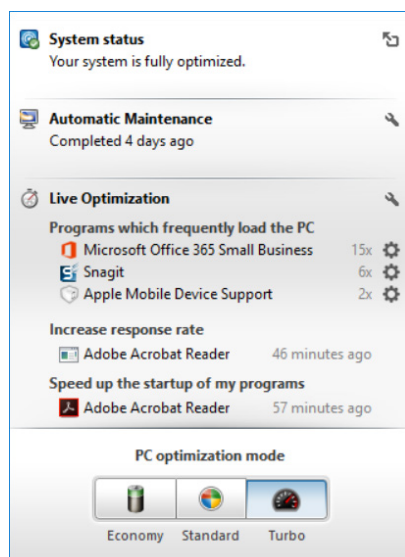 System status
Your system is fully optimized.
Automatic Maintenance
Completed 4 days ago
Live Optimization
Programs which frequently load the PC
Microsoft Office 365 Small Business 15x
Snagit 6x
Apple Mobile Device Support 2x
Increase response rate
Adobe Acrobat Reader 46 minutes ago
Speed up the startup of my programs
Adobe Acrobat Reader 57 minutes ago
PC optimization mode
Economy Standard Turbo